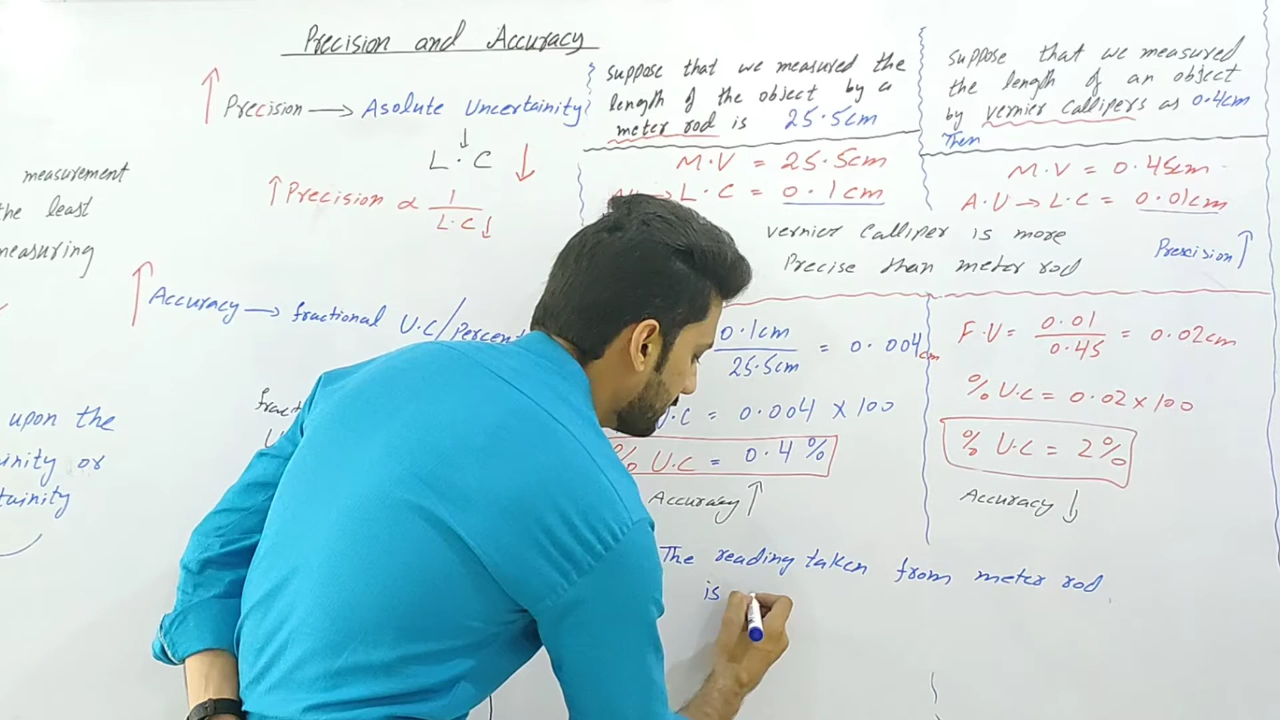 Precision and Accuracy
measurement
the least
measuring
upon the
inity or
tainity
↑ Precision → Asolute Uncertainity
↓
L.C ↓
↑ Precision ∝ 1/L.C↓
↑ Accuracy → fractional U.C/Percent
fract
U
suppose that we measured the
length of the object by a
meter rod is 25.5cm
M.V = 25.5cm
→ L.C = 0.1cm
suppose that we measured
the length of an object
by vernier Callipers as 0.4cm
Then
M.V = 0.45cm
A.U → L.C = 0.01cm
vernier Calliper is more
Precise than meter rod
Prescision ↑
0.1cm/25.5cm = 0.004cm
U.C = 0.004 × 100
% U.C = 0.4 %
Accuracy ↑
F.U = 0.01/0.45 = 0.02cm
% U.C = 0.02 × 100
% U.C = 2%
Accuracy ↓
The reading taken from meter rod
is